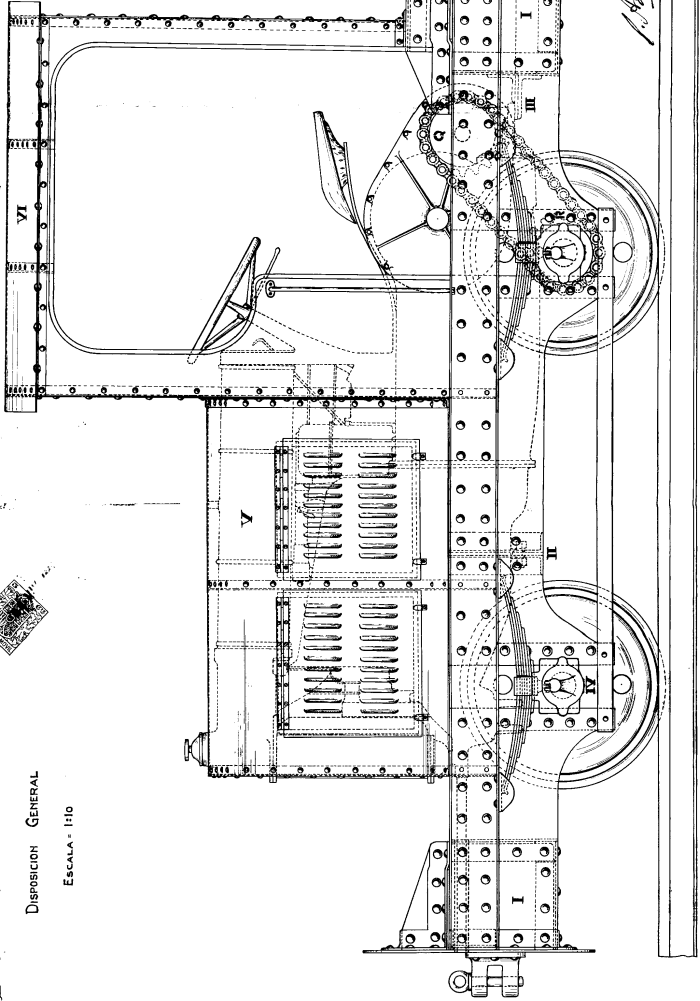 DISPOSICION GENERAL
ESCALA = 1:10
VI
V
I
III
Q
R
II
IV
I